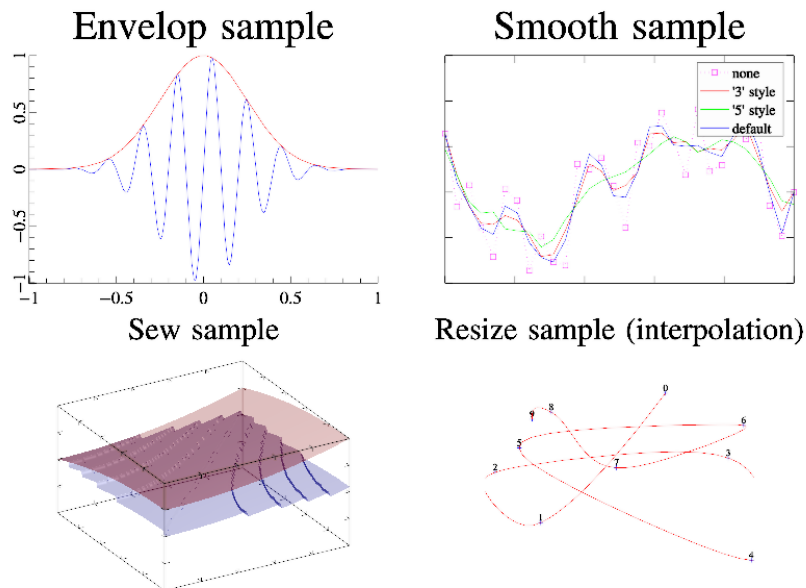 Envelop sample
Smooth sample
1
0.5
0
−0.5
−1
−1
−0.5
0
0.5
1
none
'3' style
'5' style
default
Sew sample
Resize sample (interpolation)
0
9
8
6
5
7
3
2
1
4